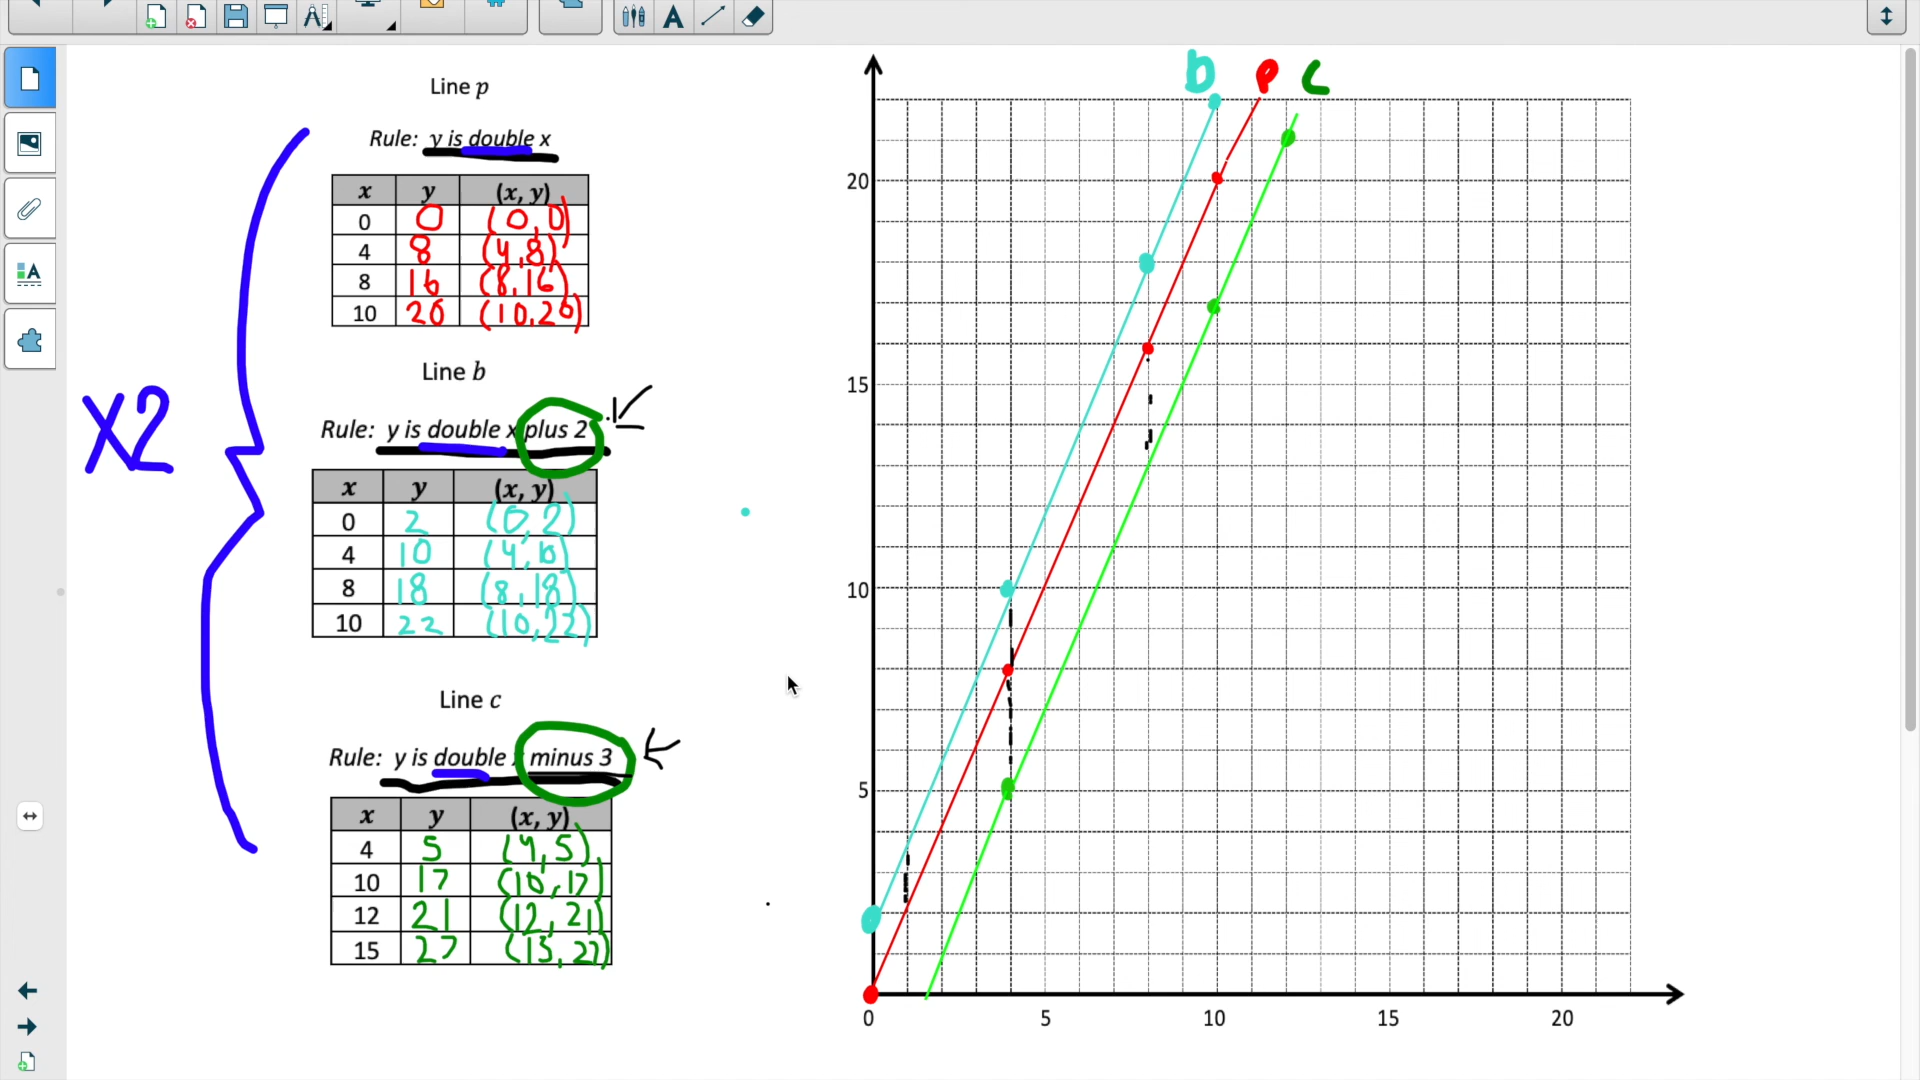 Line p
Rule: y is double x
x y (x, y)
0 0 (0,0)
4 8 (4,8)
8 16 (8,16)
10 20 (10,20)
X2
Line b
Rule: y is double x plus 2
x y (x, y)
0 2 (0,2)
4 10 (4,10)
8 18 (8,18)
10 22 (10,22)
Line c
Rule: y is double x minus 3
x y (x, y)
4 5 (4,5)
10 17 (10,17)
12 21 (12,21)
15 27 (15,27)
b p c
20
15
10
5
0 5 10 15 20